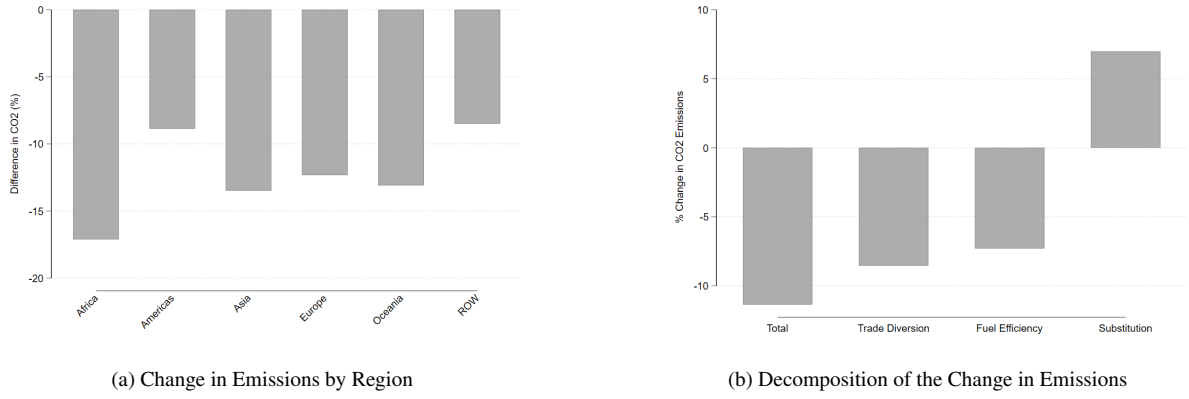 0
-5
-10
-15
-20
Difference in CO2 (%)
Africa
Americas
Asia
Europe
Oceania
ROW
(a) Change in Emissions by Region
10
5
0
-5
-10
% Change in CO2 Emissions
Total
Trade Diversion
Fuel Efficiency
Substitution
(b) Decomposition of the Change in Emissions